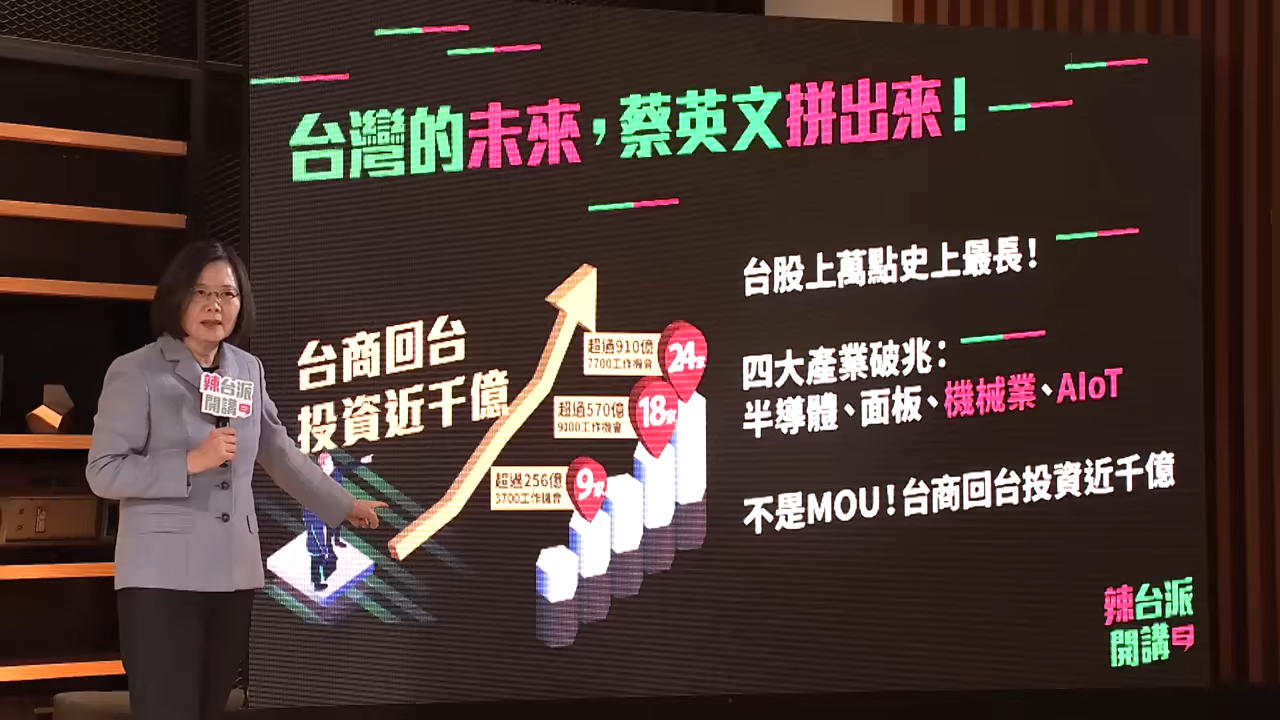 台灣的未來，蔡英文拼出來！
台商回台
投資近千億
超過910億
7700工作機會
24家
超過570億
9100工作機會
18家
超過256億
3700工作機會
9家
台股上萬點史上最長！
四大產業破兆：
半導體、面板、機械業、AIoT
不是MOU！台商回台投資近千億
辣台派
開講
辣台派
開講